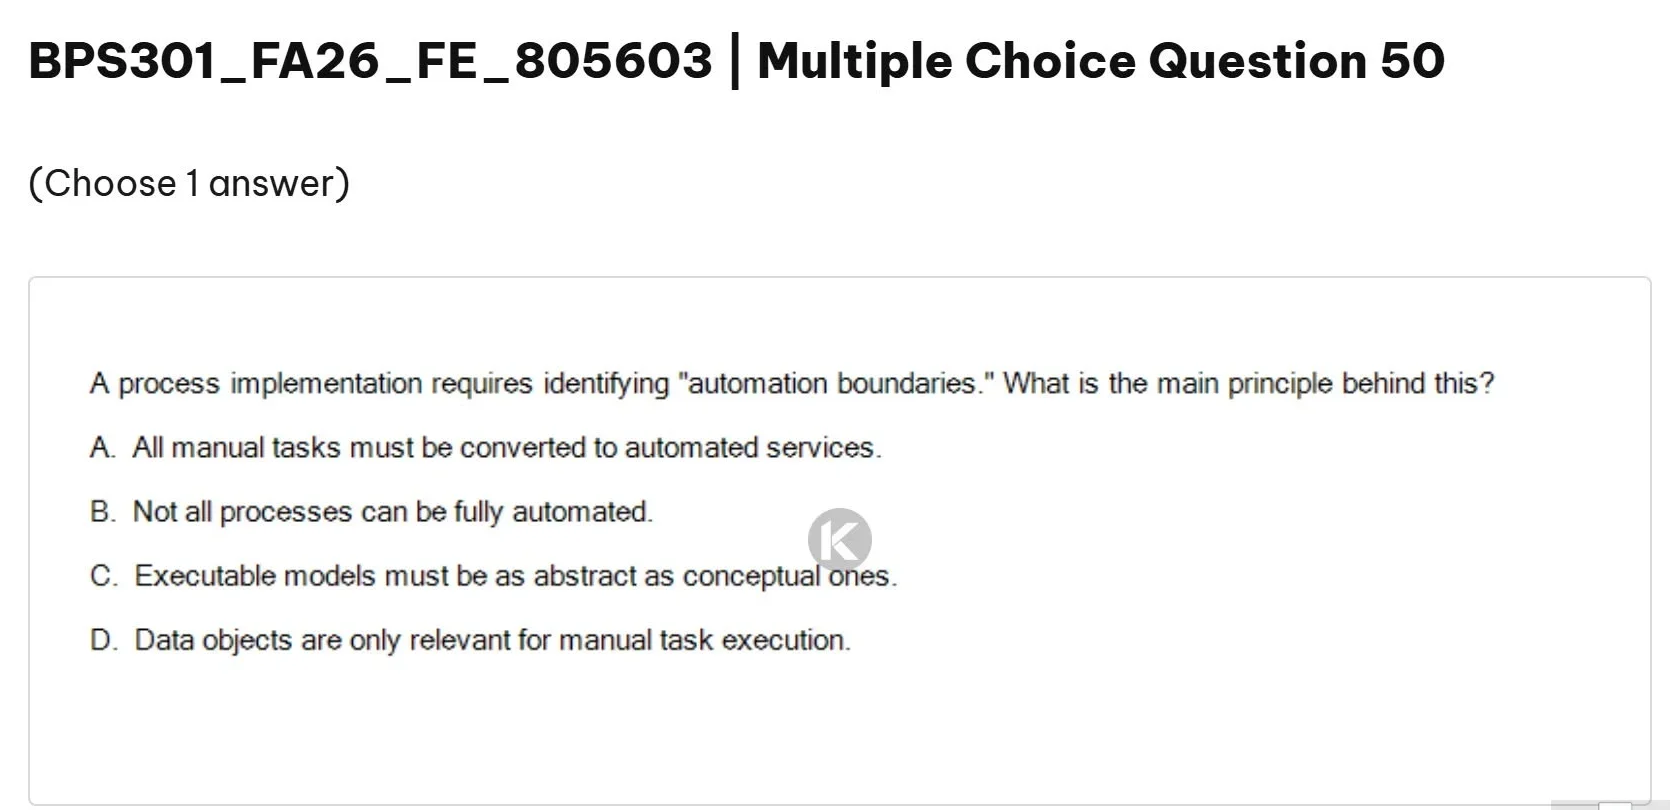 BPS301_FA26_FE_805603 | Multiple Choice Question 50
(Choose 1 answer)
A process implementation requires identifying "automation boundaries." What is the main principle behind this?
A. All manual tasks must be converted to automated services.
B. Not all processes can be fully automated.
K
C. Executable models must be as abstract as conceptual ones.
D. Data objects are only relevant for manual task execution.